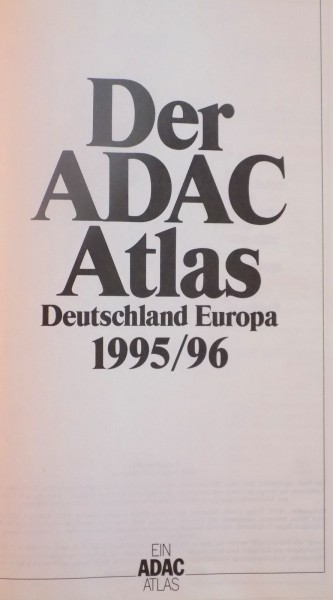 Der
ADAC
Atlas
Deutschland Europa
1995/96
EIN
ADAC
ATLAS